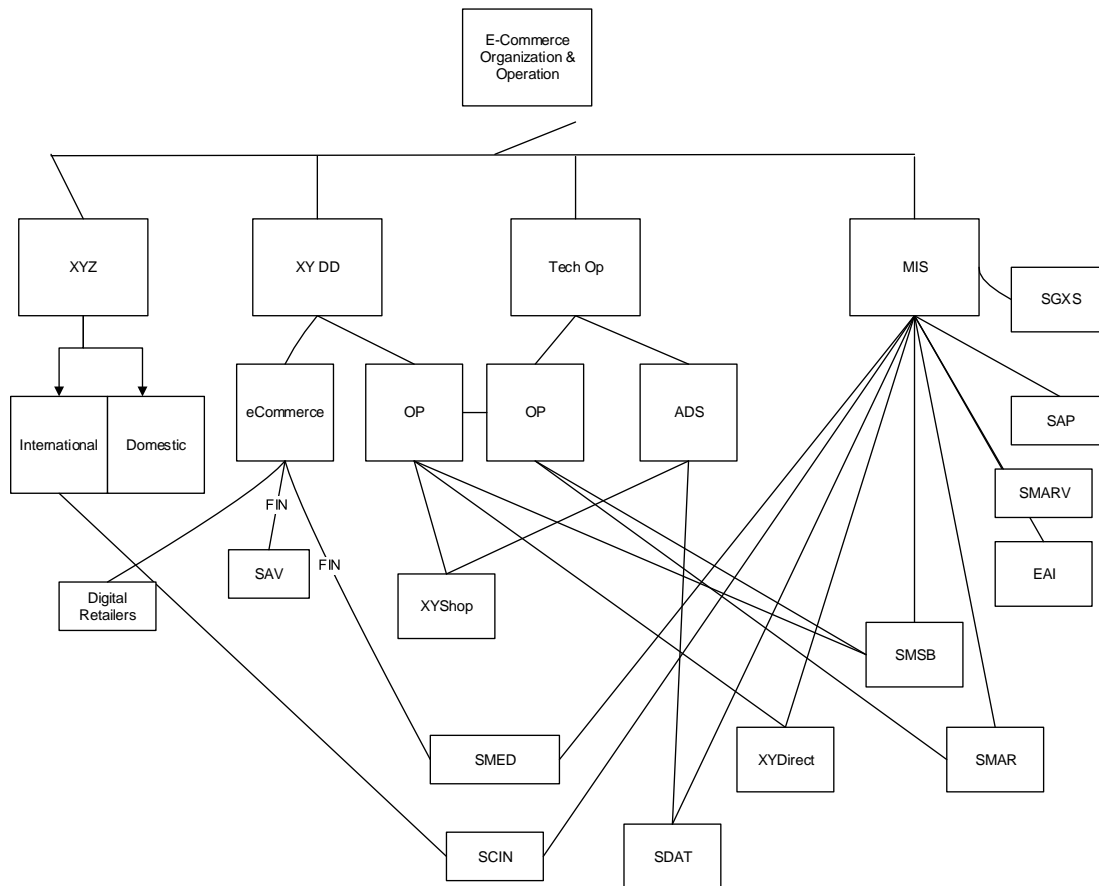 E-Commerce
Organization &
Operation
XYZ
XY DD
Tech Op
MIS
SGXS
eCommerce
OP
OP
ADS
International
Domestic
SAP
SMARV
FIN
FIN
SAV
EAI
Digital
Retailers
XYShop
SMSB
SMED
XYDirect
SMAR
SCIN
SDAT